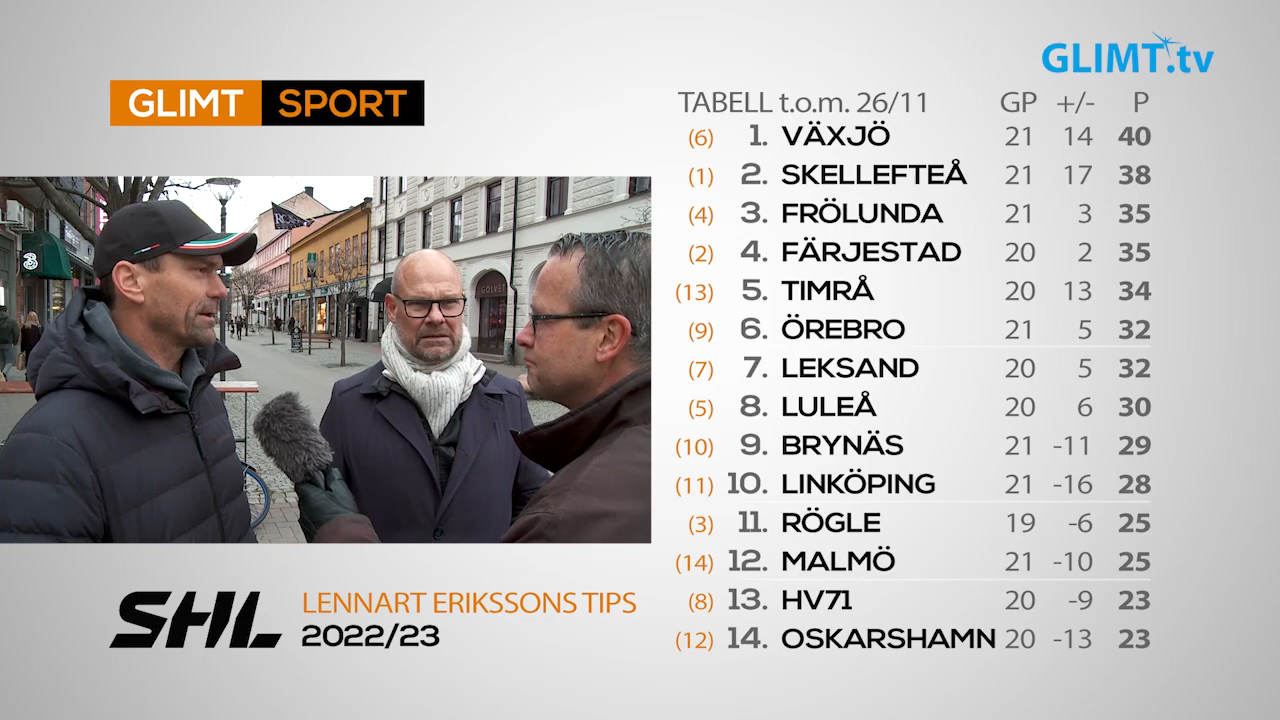 GLIMT.tv
GLIMT SPORT
TABELL t.o.m. 26/11 GP +/- P
(6) 1. VÄXJÖ 21 14 40
(1) 2. SKELLEFTEÅ 21 17 38
(4) 3. FRÖLUNDA 21 3 35
(2) 4. FÄRJESTAD 20 2 35
(13) 5. TIMRÅ 20 13 34
(9) 6. ÖREBRO 21 5 32
(7) 7. LEKSAND 20 5 32
(5) 8. LULEÅ 20 6 30
(10) 9. BRYNÄS 21 -11 29
(11) 10. LINKÖPING 21 -16 28
(3) 11. RÖGLE 19 -6 25
(14) 12. MALMÖ 21 -10 25
(8) 13. HV71 20 -9 23
(12) 14. OSKARSHAMN 20 -13 23
3
GOLVET
SHL
LENNART ERIKSSONS TIPS
2022/23